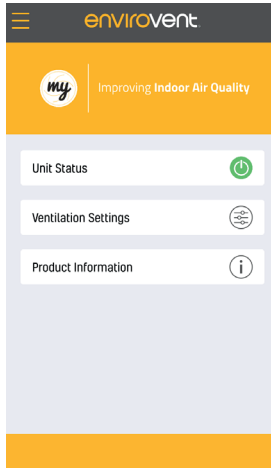 envirovent
my
Improving Indoor Air Quality
Unit Status
Ventilation Settings
Product Information